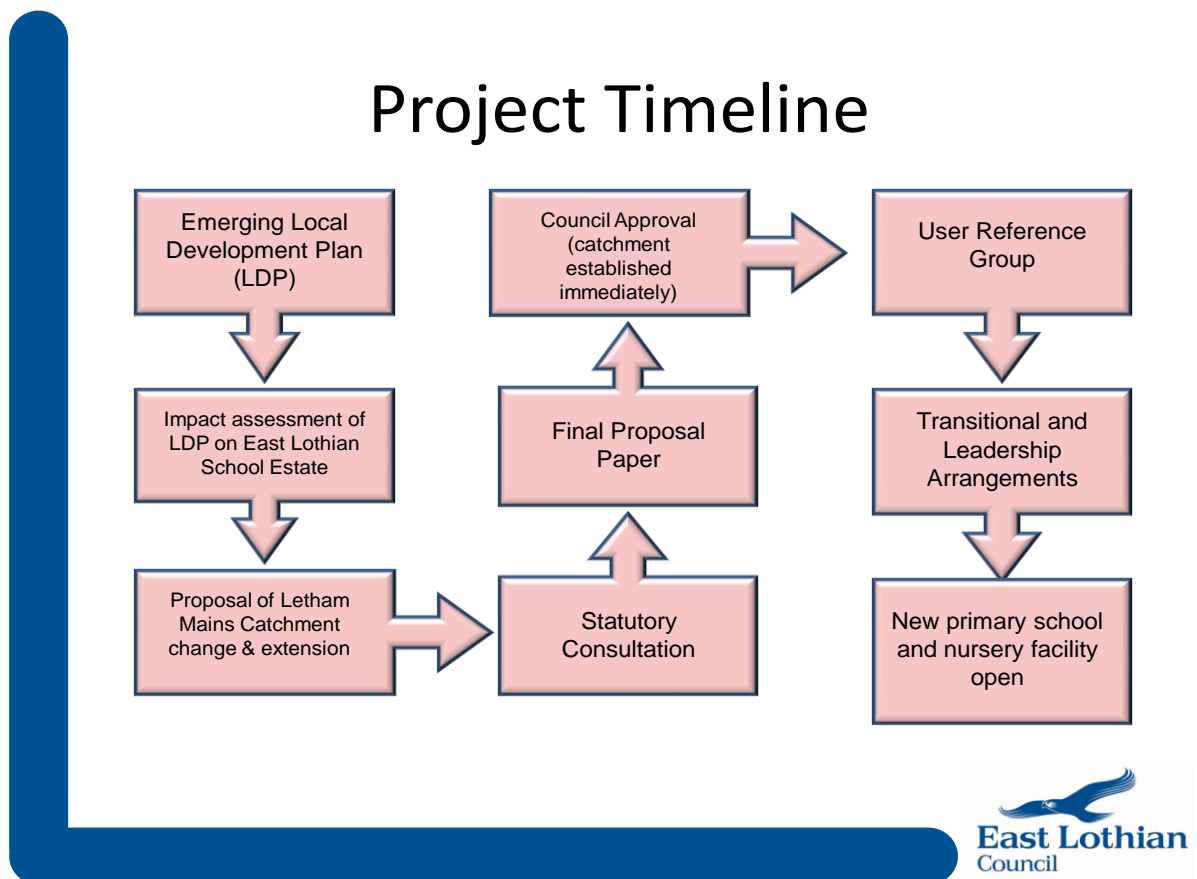 Project Timeline
Emerging Local
Development Plan
(LDP)
Impact assessment of
LDP on East Lothian
School Estate
Proposal of Letham
Mains Catchment
change & extension
Statutory
Consultation
Final Proposal
Paper
Council Approval
(catchment
established
immediately)
User Reference
Group
Transitional and
Leadership
Arrangements
New primary school
and nursery facility
open
East Lothian
Council